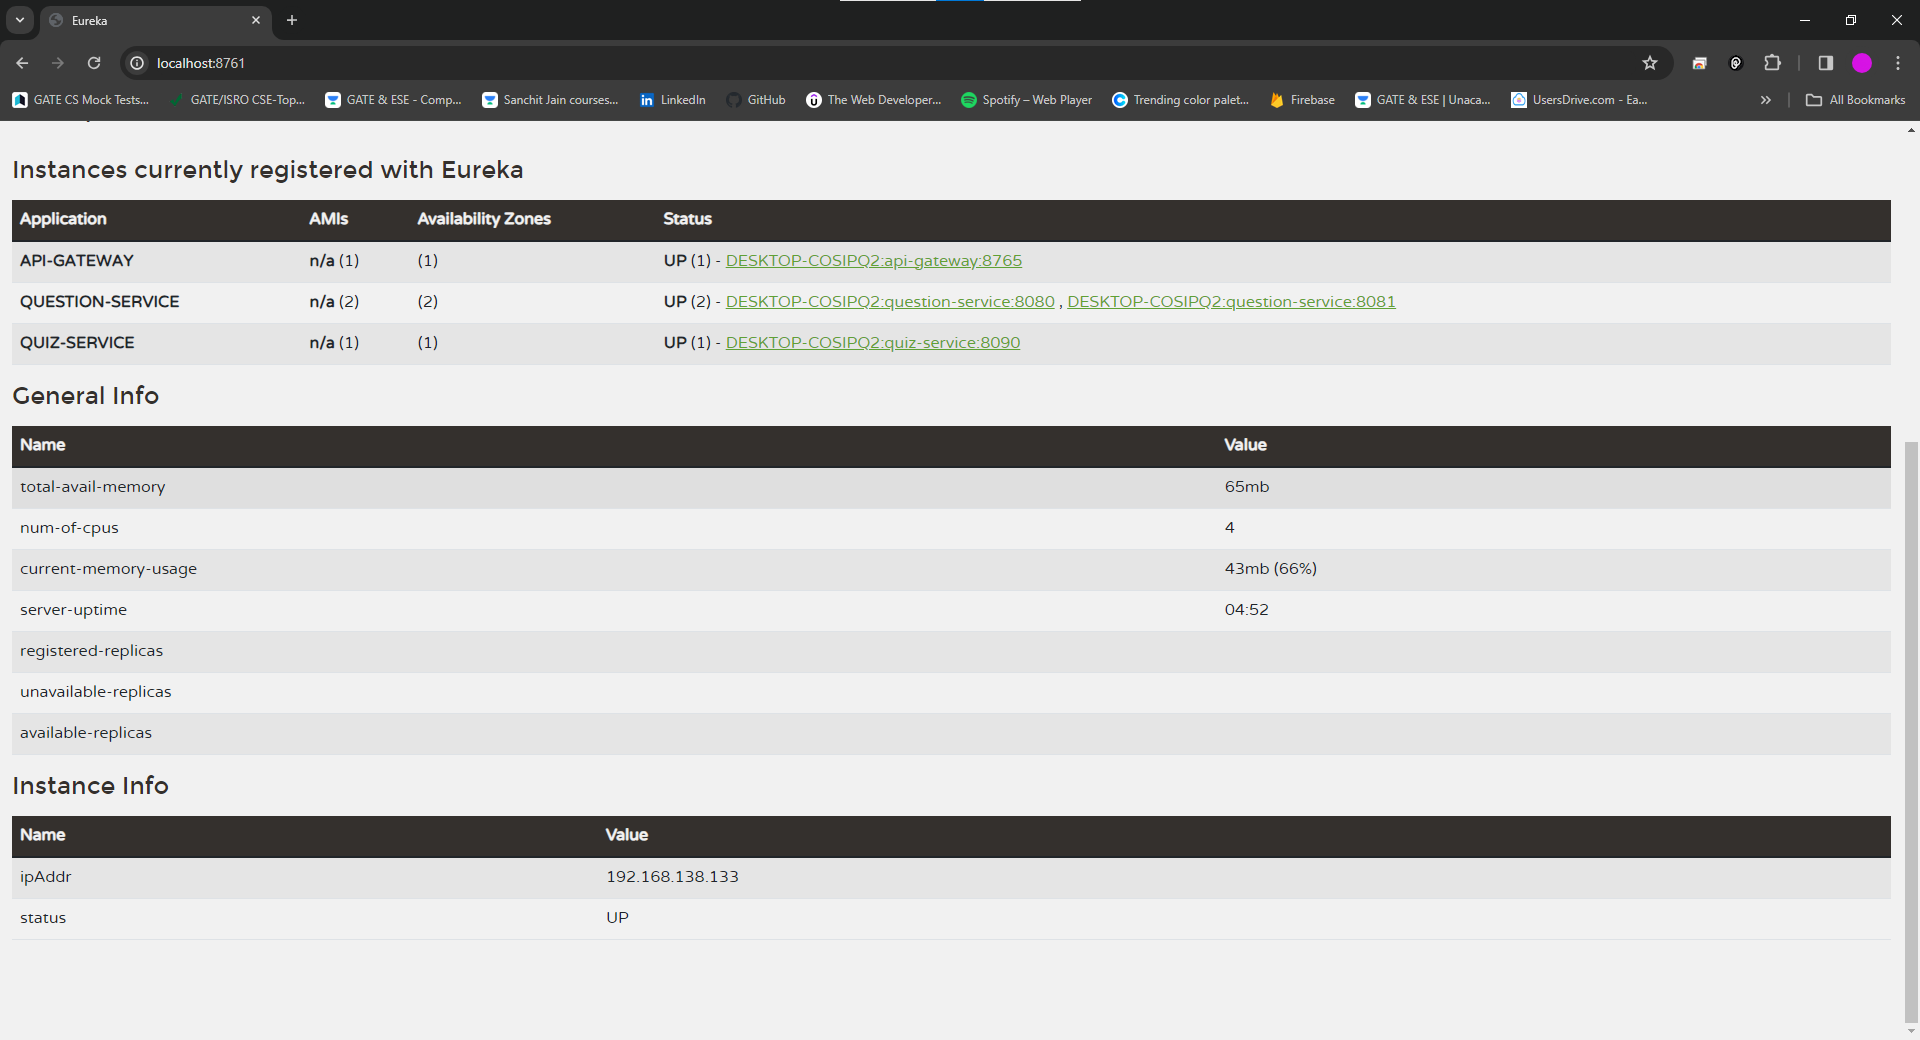 Eureka
localhost:8761
GATE CS Mock Tests... GATE/ISRO CSE-Top... GATE & ESE - Comp... Sanchit Jain courses... LinkedIn GitHub The Web Developer... Spotify – Web Player Trending color palet... Firebase GATE & ESE | Unaca... UsersDrive.com - Ea... All Bookmarks
Instances currently registered with Eureka
Application AMIs Availability Zones Status
API-GATEWAY n/a (1) (1) UP (1) - DESKTOP-COSIPQ2:api-gateway:8765
QUESTION-SERVICE n/a (2) (2) UP (2) - DESKTOP-COSIPQ2:question-service:8080 , DESKTOP-COSIPQ2:question-service:8081
QUIZ-SERVICE n/a (1) (1) UP (1) - DESKTOP-COSIPQ2:quiz-service:8090
General Info
Name Value
total-avail-memory 65mb
num-of-cpus 4
current-memory-usage 43mb (66%)
server-uptime 04:52
registered-replicas
unavailable-replicas
available-replicas
Instance Info
Name Value
ipAddr 192.168.138.133
status UP